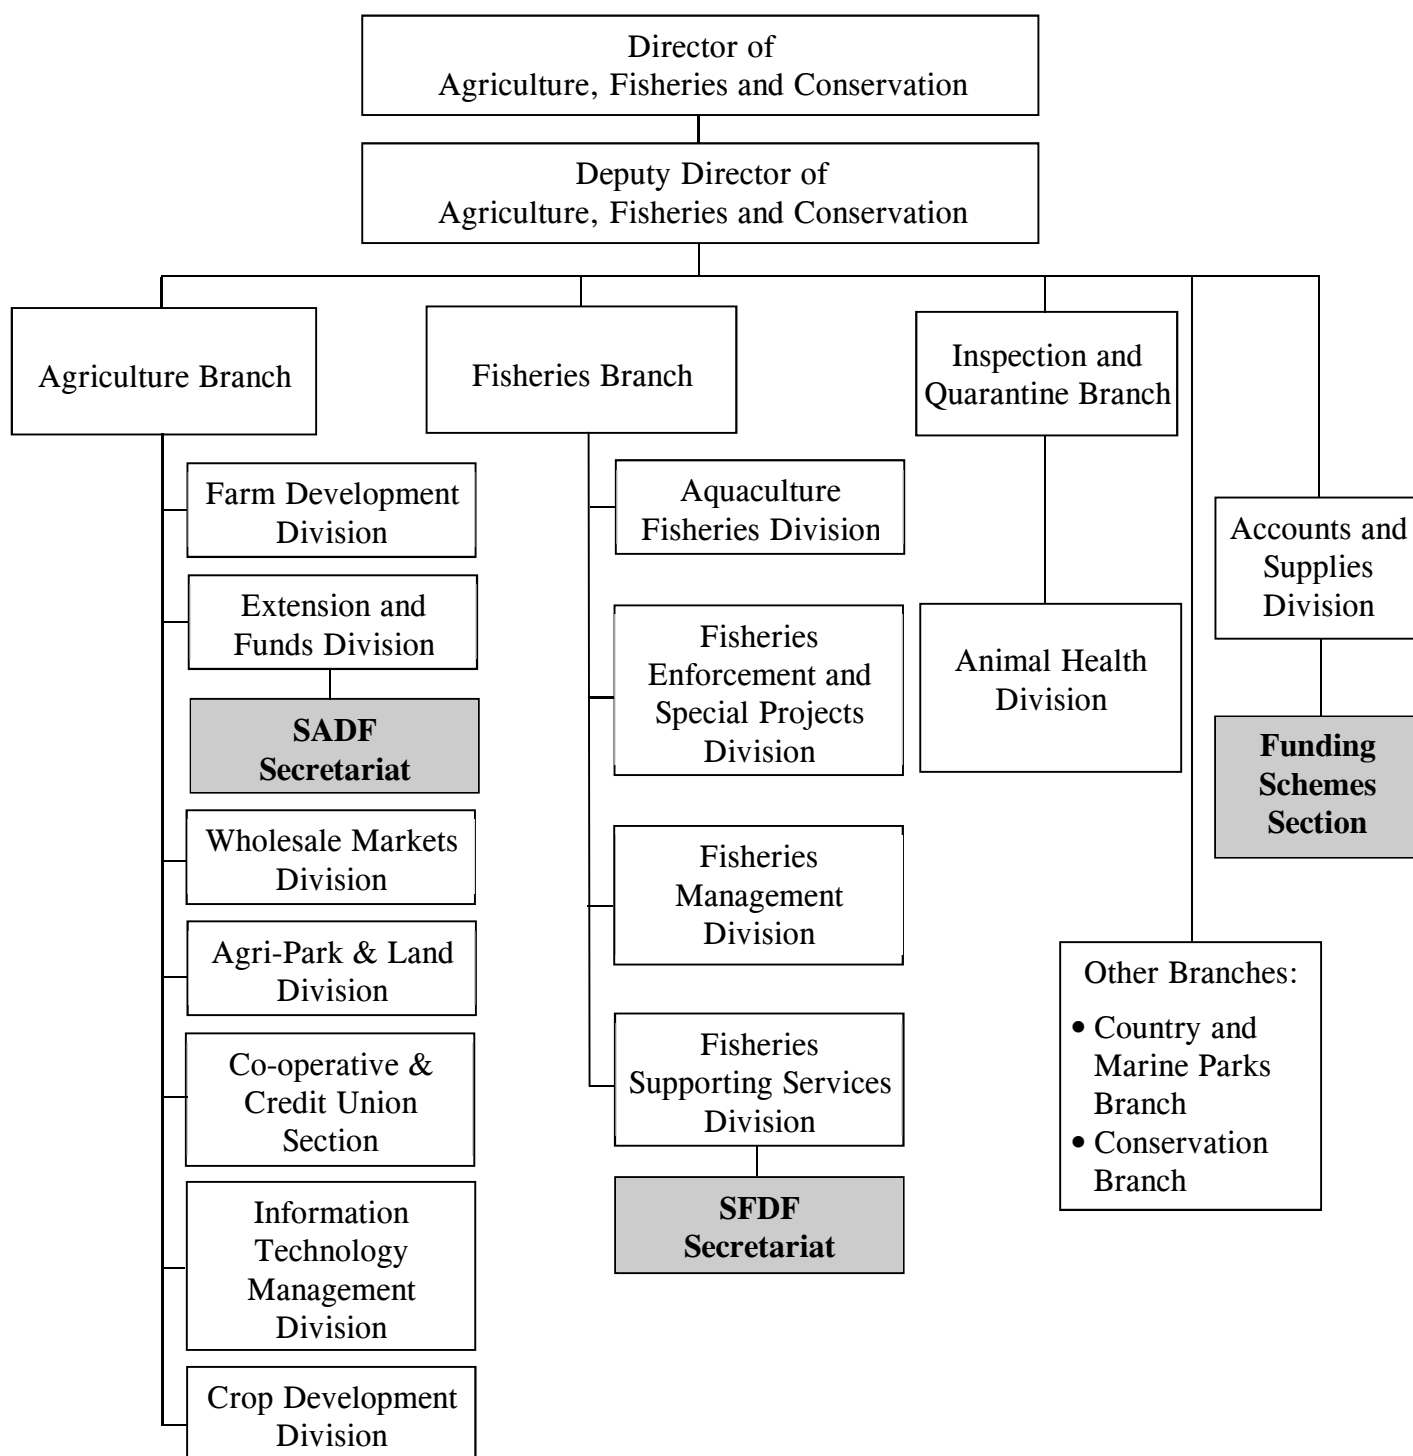 Director of
Agriculture, Fisheries and Conservation
Deputy Director of
Agriculture, Fisheries and Conservation
Agriculture Branch
Farm Development
Division
Extension and
Funds Division
SADF
Secretariat
Wholesale Markets
Division
Agri-Park & Land
Division
Co-operative &
Credit Union
Section
Information
Technology
Management
Division
Crop Development
Division
Fisheries Branch
Aquaculture
Fisheries Division
Fisheries
Enforcement and
Special Projects
Division
Fisheries
Management
Division
Fisheries
Supporting Services
Division
SFDF
Secretariat
Inspection and
Quarantine Branch
Animal Health
Division
Other Branches:
• Country and
Marine Parks
Branch
• Conservation
Branch
Accounts and
Supplies
Division
Funding
Schemes
Section